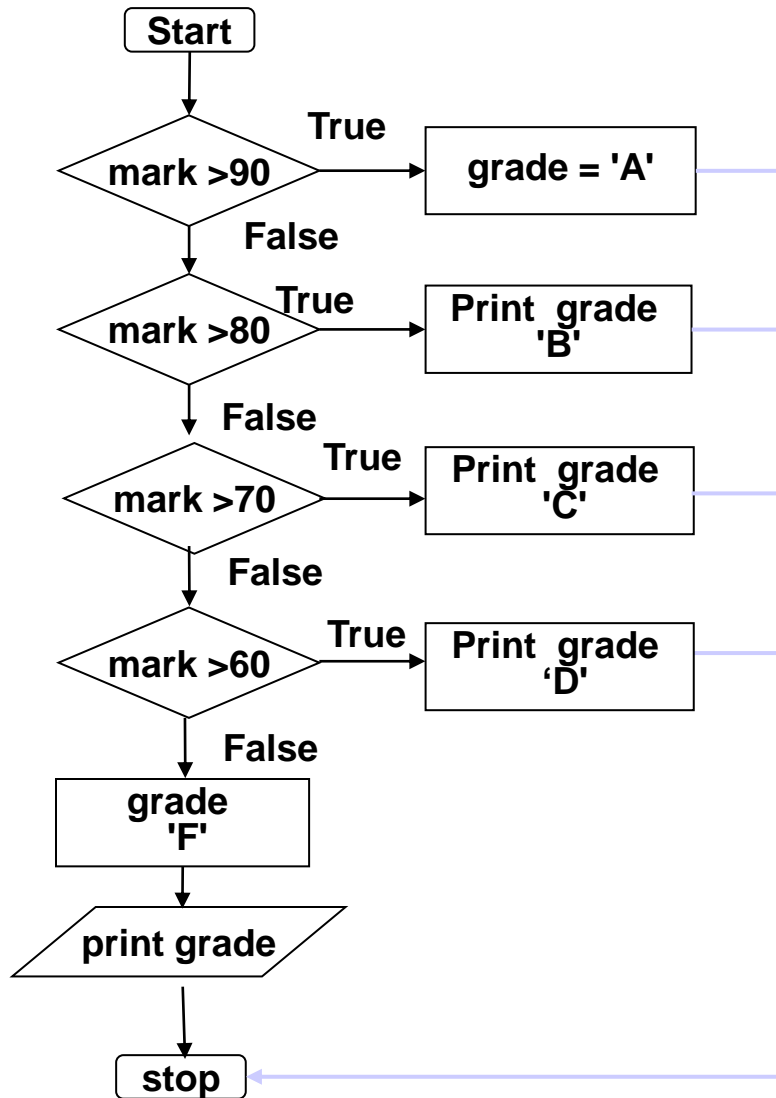 Start
True
mark >90
grade = 'A'
False
True
mark >80
Print grade
'B'
False
True
mark >70
Print grade
'C'
False
True
mark >60
Print grade
‘D'
False
grade
'F'
print grade
stop